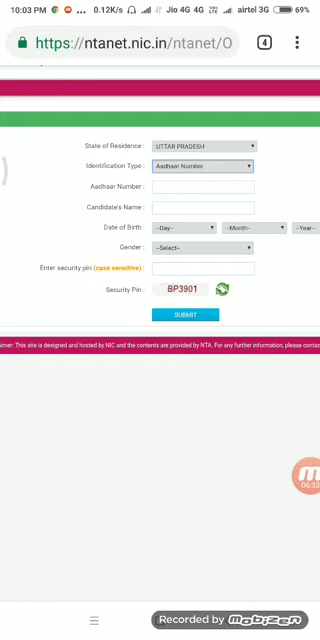 10:03 PM ... 0.12K/s Jio 4G 4G airtel 3G 69%
https://ntanet.nic.in/ntanet/O
4
State of Residence : UTTAR PRADESH
Identification Type : Aadhaar Number
Aadhaar Number :
Candidate's Name :
Date of Birth : --Day-- --Month-- --Year--
Gender : --Select--
Enter security pin (case sensitive) :
Security Pin : BP3901
SUBMIT
aimer: This site is designed and hosted by NIC and the contents are provided by NTA. For any further information, please contac
06:33
Recorded by mobizen